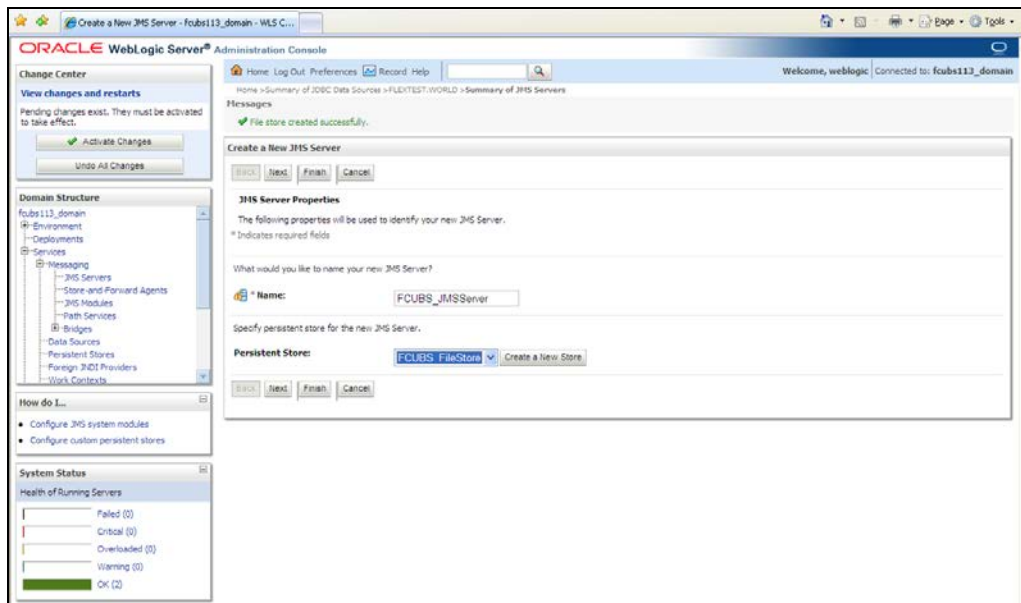 Create a New JMS Server - fcubs113_domain - WLS C...
Page
Tools
ORACLE WebLogic Server® Administration Console
Change Center
View changes and restarts
Pending changes exist. They must be activated
to take effect.
Activate Changes
Undo All Changes
Domain Structure
fcubs113_domain
Environment
Deployments
Services
Messaging
JMS Servers
Store-and-Forward Agents
JMS Modules
Path Services
Bridges
Data Sources
Persistent Stores
Foreign JNDI Providers
Work Contexts
How do I...
Configure JMS system modules
Configure custom persistent stores
System Status
Health of Running Servers
Failed (0)
Critical (0)
Overloaded (0)
Warning (0)
OK (2)
Home Log Out Preferences Record Help
Welcome, weblogic Connected to: fcubs113_domain
Home >Summary of JDBC Data Sources >FLEXTEST.WORLD >Summary of JMS Servers
Messages
File store created successfully.
Create a New JMS Server
Back Next Finish Cancel
JMS Server Properties
The following properties will be used to identify your new JMS Server.
* Indicates required fields
What would you like to name your new JMS Server?
* Name: FCUBS_JMSServer
Specify persistent store for the new JMS Server.
Persistent Store: FCUBS_FileStore Create a New Store
Back Next Finish Cancel